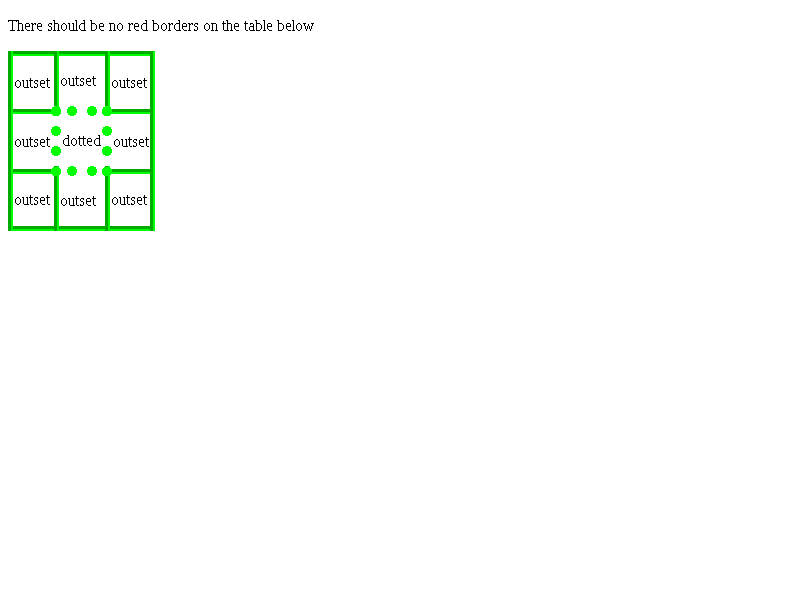 There should be no red borders on the table below
outset outset outset
outset dotted outset
outset outset outset